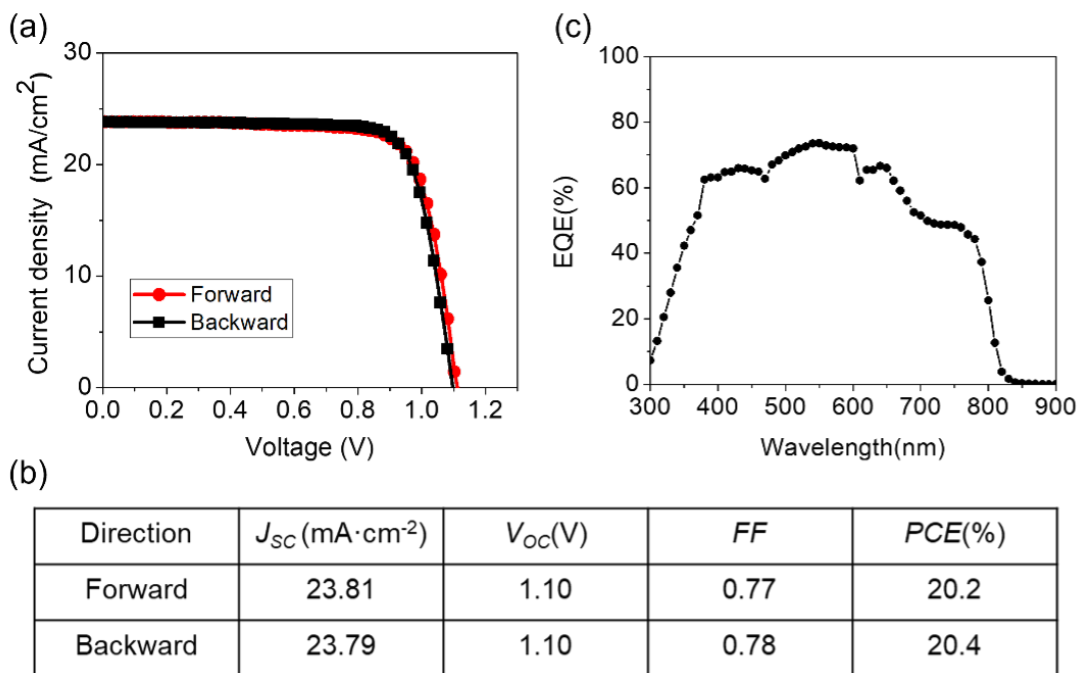 (a)
30
20
10
0
0.0 0.2 0.4 0.6 0.8 1.0 1.2
Current density (mA/cm²)
Voltage (V)
Forward
Backward
(c)
100
80
60
40
20
0
300 400 500 600 700 800 900
EQE(%)
Wavelength(nm)
(b)
Direction J_SC (mA·cm⁻²) V_OC(V) FF PCE(%)
Forward 23.81 1.10 0.77 20.2
Backward 23.79 1.10 0.78 20.4